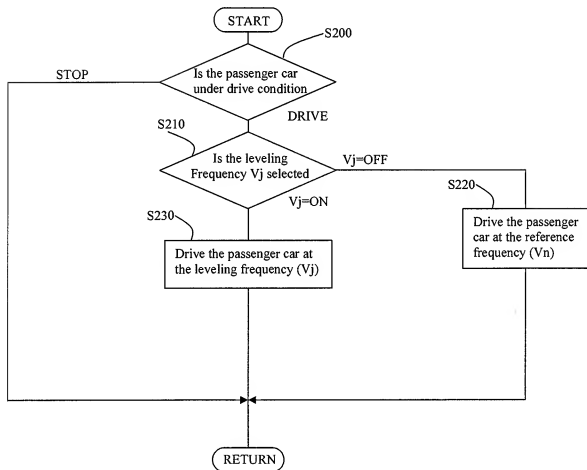 START
S200
Is the passenger car
under drive condition
STOP
DRIVE
S210
Is the leveling
Frequency Vj selected
Vj=OFF
S220
Vj=ON
S230
Drive the passenger car at
the leveling frequency (Vj)
Drive the passenger
car at the reference
frequency (Vn)
RETURN